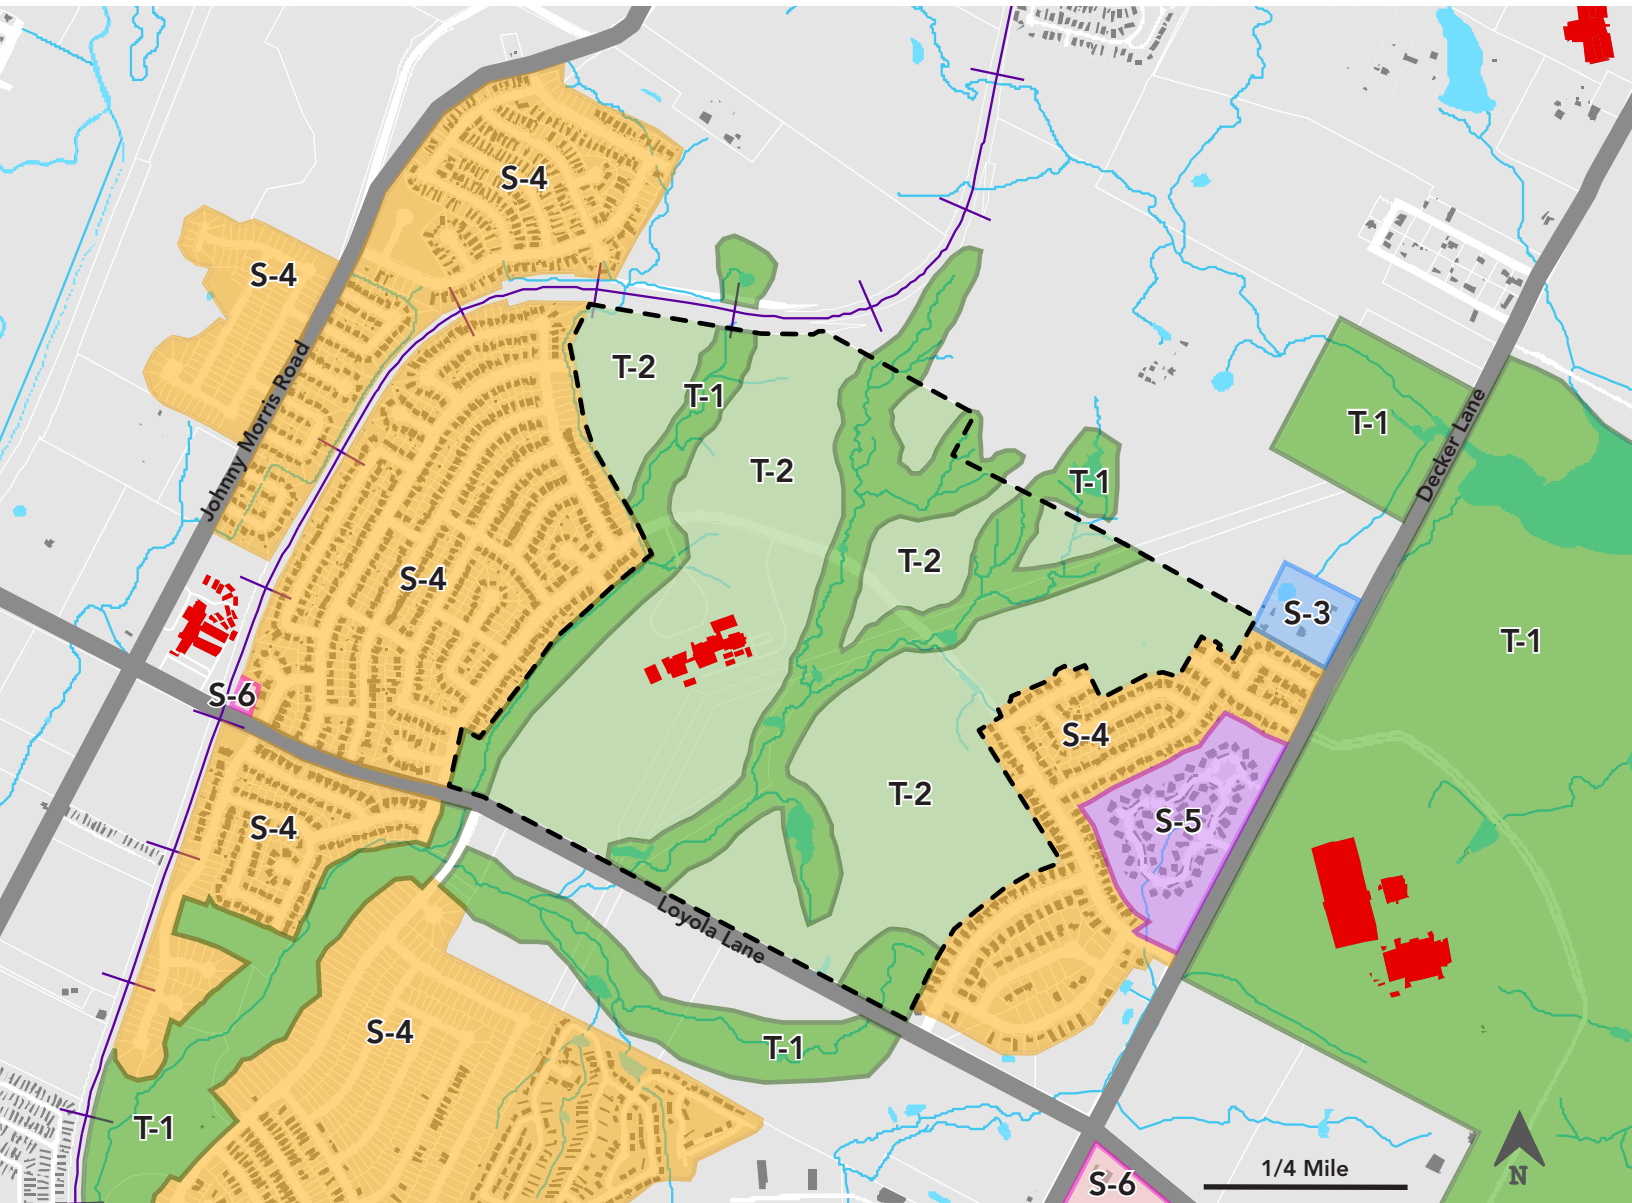 S-4
S-4
T-2
T-1
T-1
T-2
T-1
Johnny Morris Road
Decker Lane
T-2
S-4
S-3
T-1
S-6
S-4
T-2
S-5
S-4
Loyola Lane
S-4
T-1
T-1
1/4 Mile
N
S-6